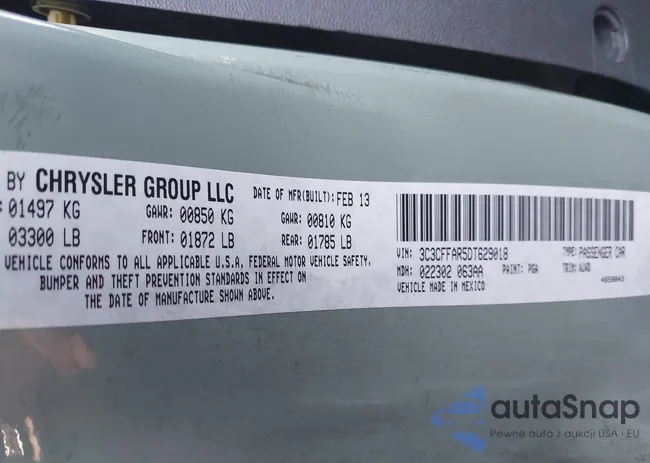 BY CHRYSLER GROUP LLC DATE OF MFR(BUILT): FEB 13
: 01497 KG GAWR: 00850 KG GAWR: 00810 KG
03300 LB FRONT: 01872 LB REAR: 01785 LB
VEHICLE CONFORMS TO ALL APPLICABLE U.S.A. FEDERAL MOTOR VEHICLE SAFETY,
BUMPER AND THEFT PREVENTION STANDARDS IN EFFECT ON
THE DATE OF MANUFACTURE SHOWN ABOVE.
VIN: 3C3CFFAR5DT629018 TYPE: PASSENGER CAR
MDH: 022302 063AA PAINT: PGA TRIM:
VEHICLE MADE IN MEXICO
autaSnap
Pewne auta z aukcji USA i EU